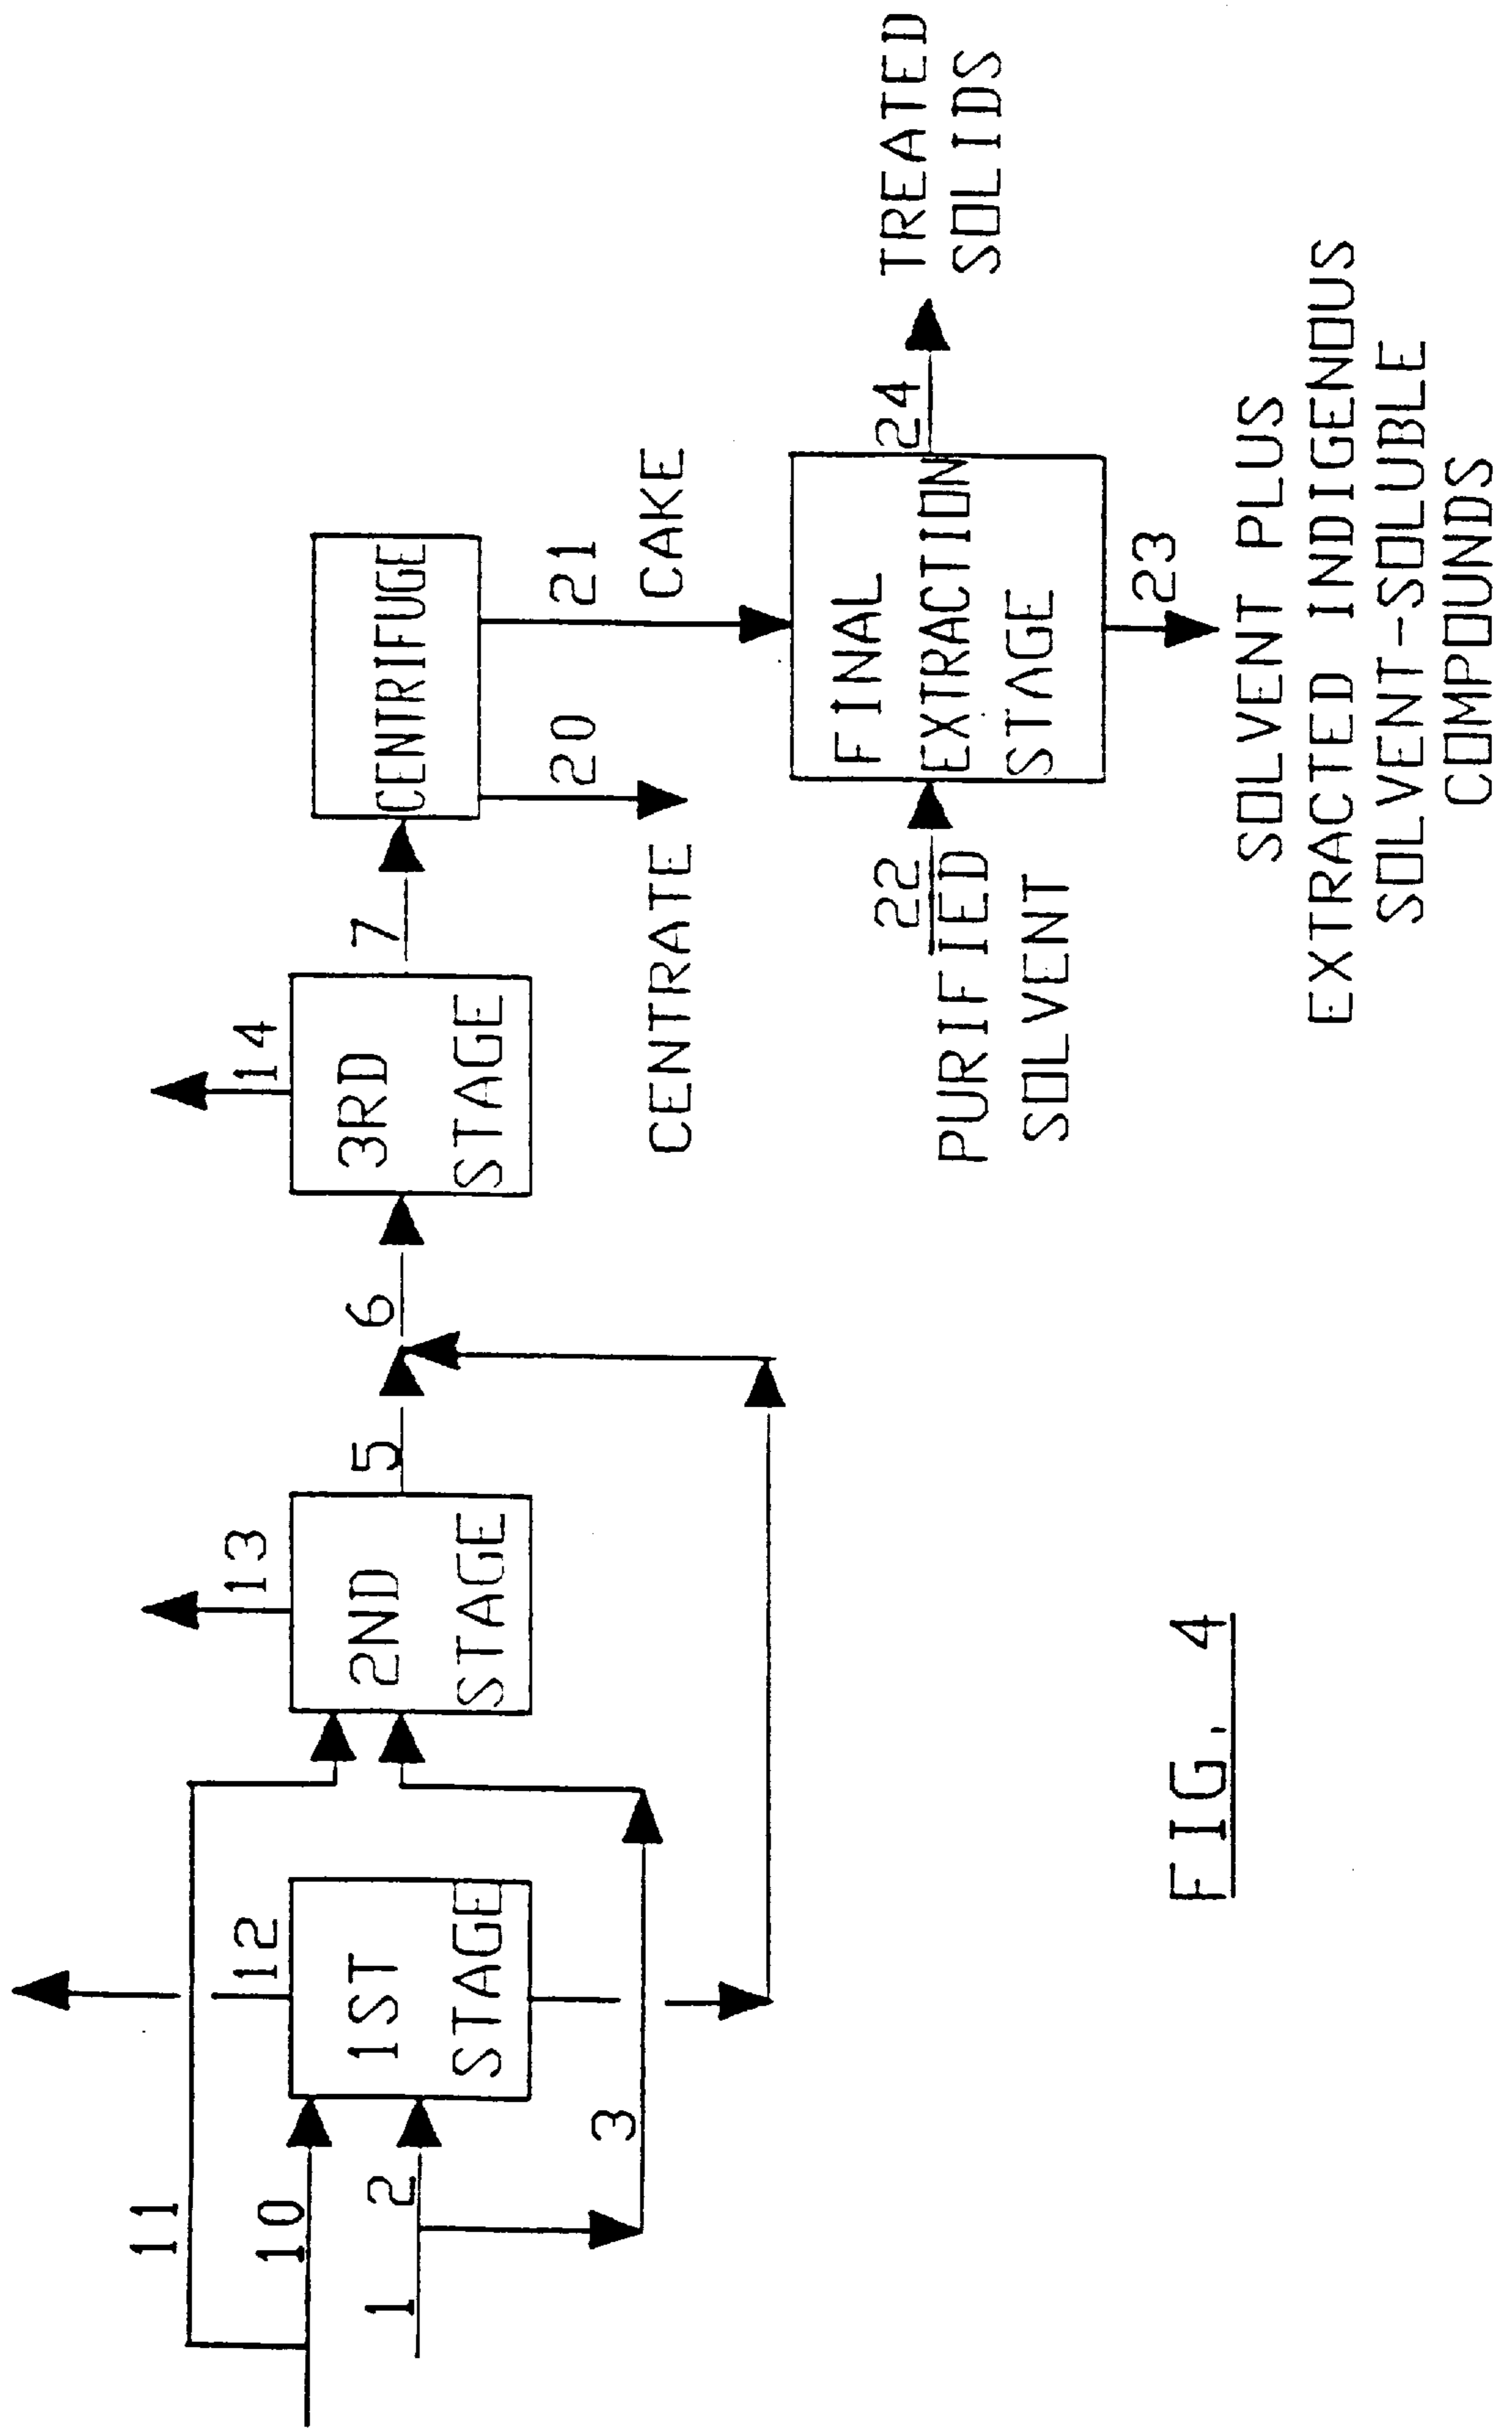 11
10
1
2
3
12
1ST
STAGE
13
2ND
STAGE
5
6
14
3RD
STAGE
7
CENTRIFUGE
20
CENTRATE
21
CAKE
22
PURIFIED
SOLVENT
FINAL
EXTRACTION
STAGE
24
TREATED
SOLIDS
23
SOLVENT PLUS
EXTRACTED INDIGENOUS
SOLVENT-SOLUBLE
COMPOUNDS
FIG. 4